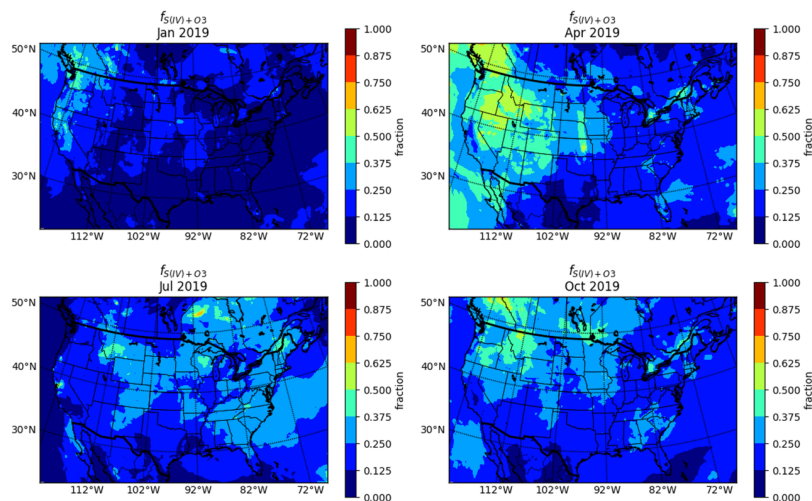 f_{S(IV)+O3}
Jan 2019
50°N
40°N
30°N
112°W 102°W 92°W 82°W 72°W
1.000
0.875
0.750
0.625
0.500
0.375
0.250
0.125
0.000
fraction
f_{S(IV)+O3}
Apr 2019
50°N
40°N
30°N
112°W 102°W 92°W 82°W 72°W
1.000
0.875
0.750
0.625
0.500
0.375
0.250
0.125
0.000
fraction
f_{S(IV)+O3}
Jul 2019
50°N
40°N
30°N
112°W 102°W 92°W 82°W 72°W
1.000
0.875
0.750
0.625
0.500
0.375
0.250
0.125
0.000
fraction
f_{S(IV)+O3}
Oct 2019
50°N
40°N
30°N
112°W 102°W 92°W 82°W 72°W
1.000
0.875
0.750
0.625
0.500
0.375
0.250
0.125
0.000
fraction